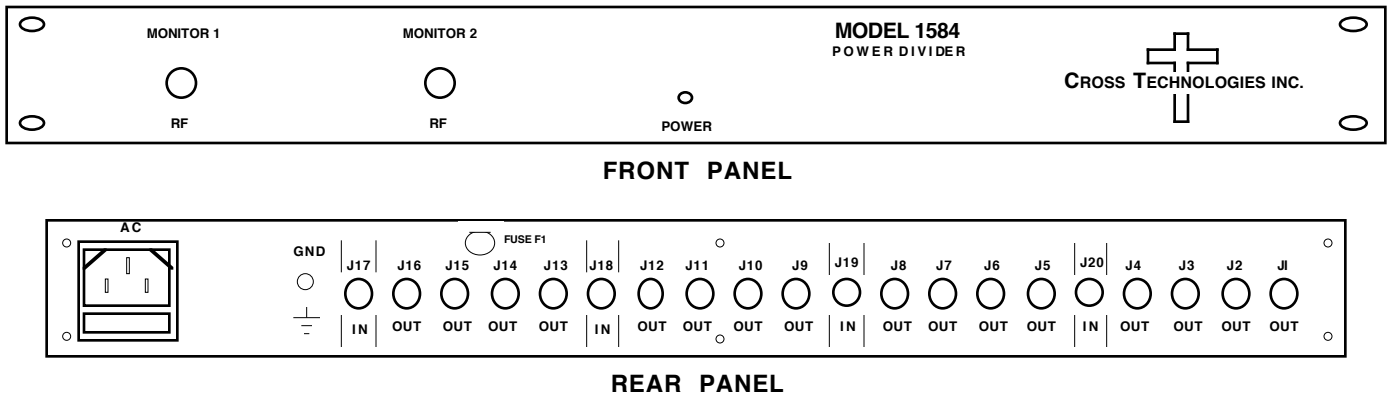 MONITOR 1 MONITOR 2 MODEL 1584
POWER DIVIDER
CROSS TECHNOLOGIES INC.
RF RF POWER
FRONT PANEL
AC
FUSE F1
GND
J17 J16 J15 J14 J13 J18 J12 J11 J10 J9 J19 J8 J7 J6 J5 J20 J4 J3 J2 JI
IN OUT OUT OUT OUT IN OUT OUT OUT OUT IN OUT OUT OUT OUT IN OUT OUT OUT OUT
REAR PANEL